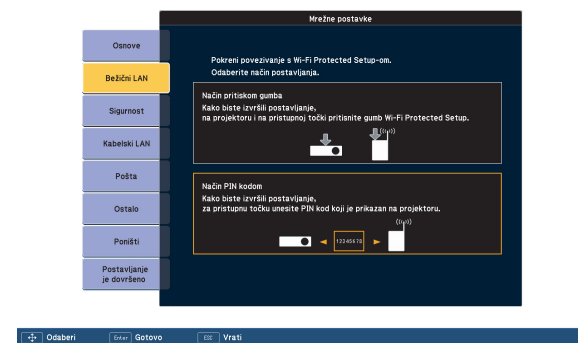 Mrežne postavke
Osnove
Bežični LAN
Sigurnost
Kabelski LAN
Pošta
Ostalo
Poništi
Postavljanje
je dovršeno
Pokreni povezivanje s Wi-Fi Protected Setup-om.
Odaberite način postavljanja.
Način pritiskom gumba
Kako biste izvršili postavljanje,
na projektoru i na pristupnoj točki pritisnite gumb Wi-Fi Protected Setup.
Način PIN kodom
Kako biste izvršili postavljanje,
za pristupnu točku unesite PIN kod koji je prikazan na projektoru.
12245678
Odaberi Enter Gotovo ESC Vrati